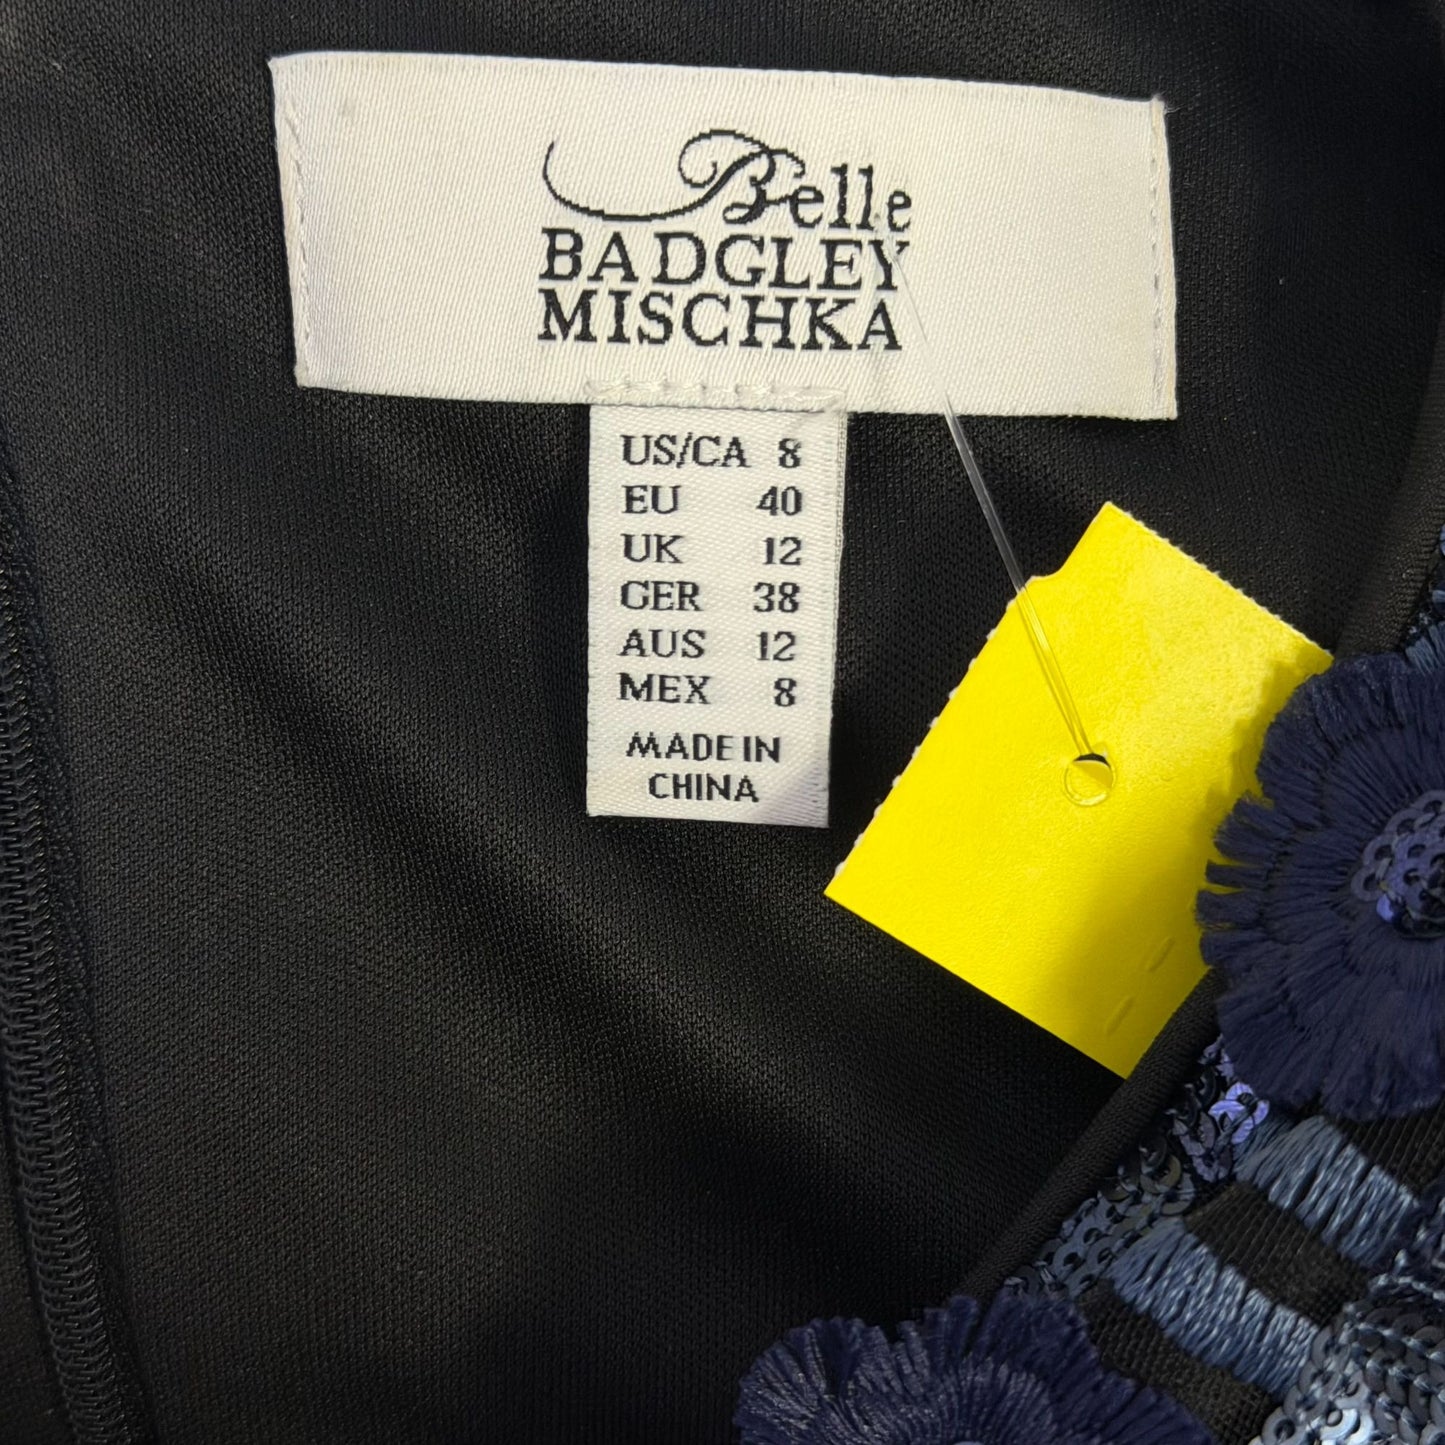 Belle
BADGLEY
MISCHKA
US/CA 8
EU 40
UK 12
GER 38
AUS 12
MEX 8
MADE IN
CHINA